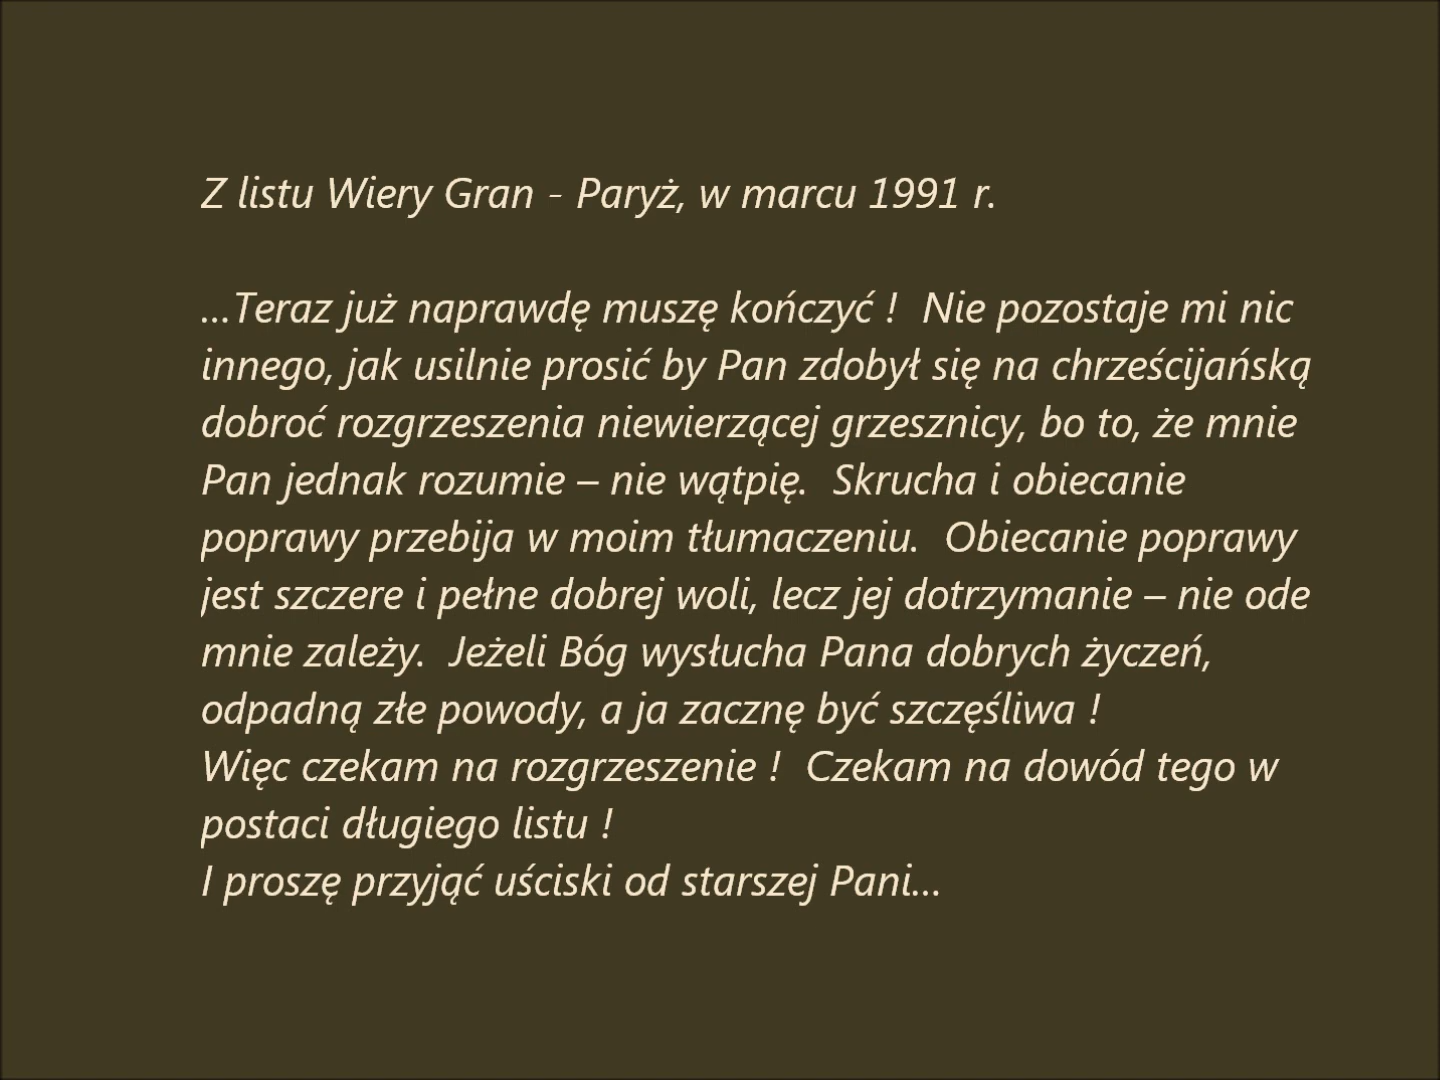 Z listu Wiery Gran - Paryż, w marcu 1991 r.
...Teraz już naprawdę muszę kończyć !  Nie pozostaje mi nic
innego, jak usilnie prosić by Pan zdobył się na chrześcijańską
dobroć rozgrzeszenia niewierzącej grzesznicy, bo to, że mnie
Pan jednak rozumie – nie wątpię.  Skrucha i obiecanie
poprawy przebija w moim tłumaczeniu.  Obiecanie poprawy
jest szczere i pełne dobrej woli, lecz jej dotrzymanie – nie ode
mnie zależy.  Jeżeli Bóg wysłucha Pana dobrych życzeń,
odpadną złe powody, a ja zacznę być szczęśliwa !
Więc czekam na rozgrzeszenie !  Czekam na dowód tego w
postaci długiego listu !
I proszę przyjąć uściski od starszej Pani...